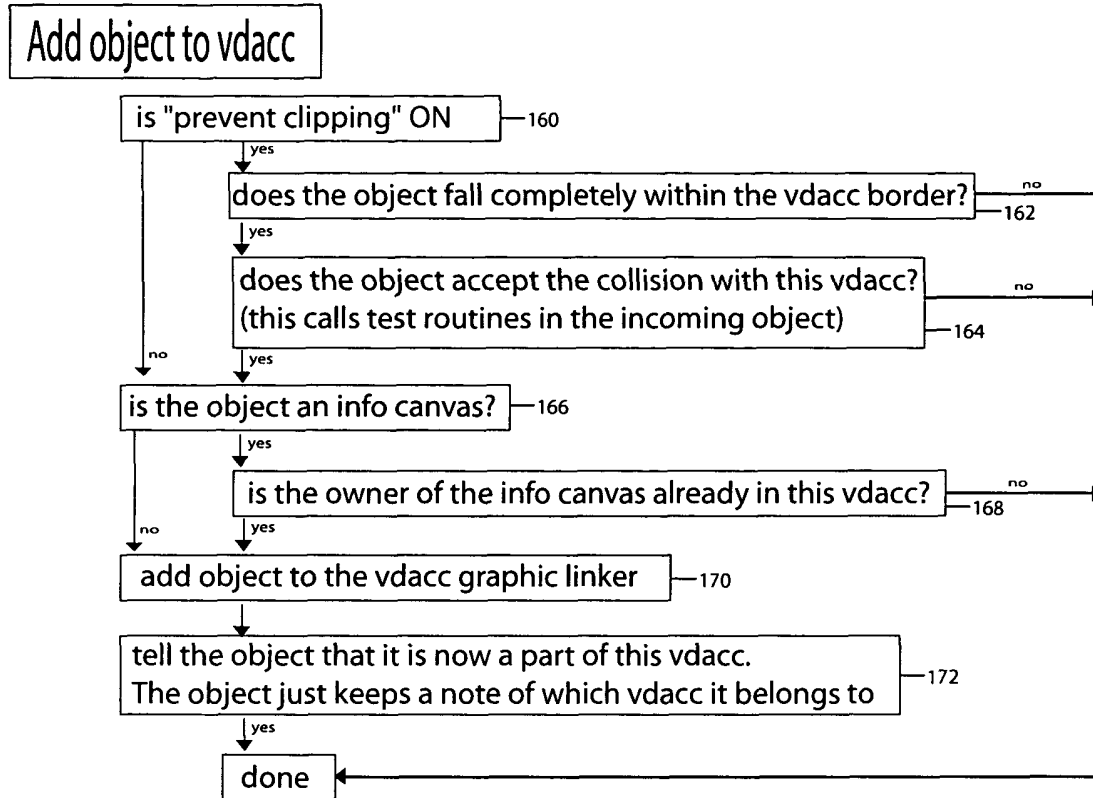 Add object to vdacc
is "prevent clipping" ON
160
yes
does the object fall completely within the vdacc border?
no
162
yes
does the object accept the collision with this vdacc?
(this calls test routines in the incoming object)
no
164
no
yes
is the object an info canvas?
166
yes
is the owner of the info canvas already in this vdacc?
no
168
no
yes
add object to the vdacc graphic linker
170
tell the object that it is now a part of this vdacc.
The object just keeps a note of which vdacc it belongs to
172
yes
done